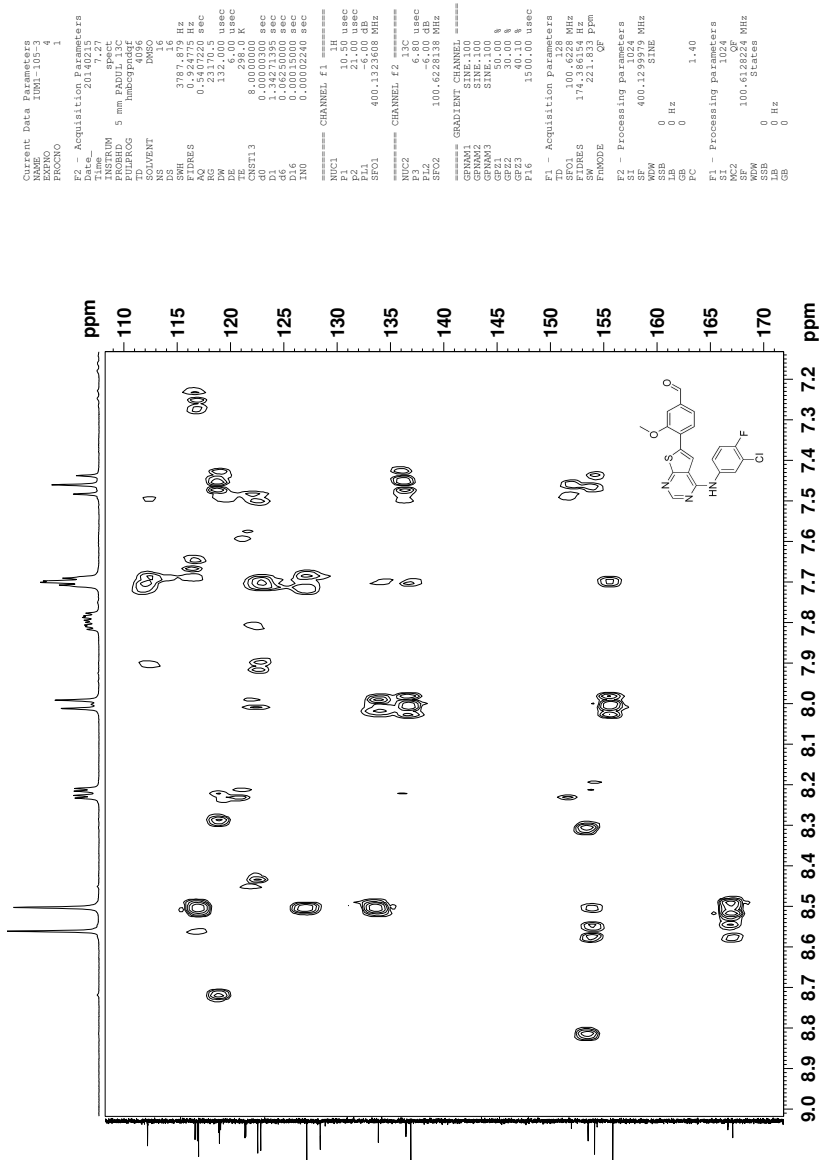 Current Data Parameters
NAME IUM1-105-3
EXPNO 4
PROCNO 1
F2 - Acquisition Parameters
Date_ 20140215
Time 7.27
INSTRUM spect
PROBHD 5 mm PADUL 13C
PULPROG hmbcgpndqf
TD 4096
SOLVENT DMSO
NS 16
DS 16
SWH 3787.879 Hz
FIDRES 0.924775 Hz
AQ 0.5407220 sec
RG 23170.5
DW 132.000 usec
DE 6.00 usec
TE 298.0 K
CNST13 8.0000000
d0 0.00000300 sec
D1 1.34271395 sec
d6 0.06250000 sec
D16 0.00015000 sec
IN0 0.00002240 sec
======== CHANNEL f1 ========
NUC1 1H
P1 10.50 usec
p2 21.00 usec
PL1 -6.00 dB
SFO1 400.1323608 MHz
======== CHANNEL f2 ========
NUC2 13C
P3 6.80 usec
PL2 -6.00 dB
SFO2 100.6228138 MHz
====== GRADIENT CHANNEL =====
GPNAM1 SINE.100
GPNAM2 SINE.100
GPNAM3 SINE.100
GPZ1 50.00 %
GPZ2 30.00 %
GPZ3 40.10 %
P16 1500.00 usec
F1 - Acquisition parameters
TD 128
SFO1 100.6228 MHz
FIDRES 174.386154 Hz
SW 221.833 ppm
FnMODE QF
F2 - Processing parameters
SI 1024
SF 400.1299979 MHz
WDW SINE
SSB 0
LB 0 Hz
GB 0
PC 1.40
F1 - Processing parameters
SI 1024
MC2 QF
SF 100.6128224 MHz
WDW States
SSB 0
LB 0 Hz
GB 0
ppm
110
115
120
125
130
135
140
145
150
155
160
165
170
7.2
7.3
7.4
7.5
7.6
7.7
7.8
7.9
8.0
8.1
8.2
8.3
8.4
8.5
8.6
8.7
8.8
8.9
9.0
ppm
O
O
S
N
N
HN
F
Cl